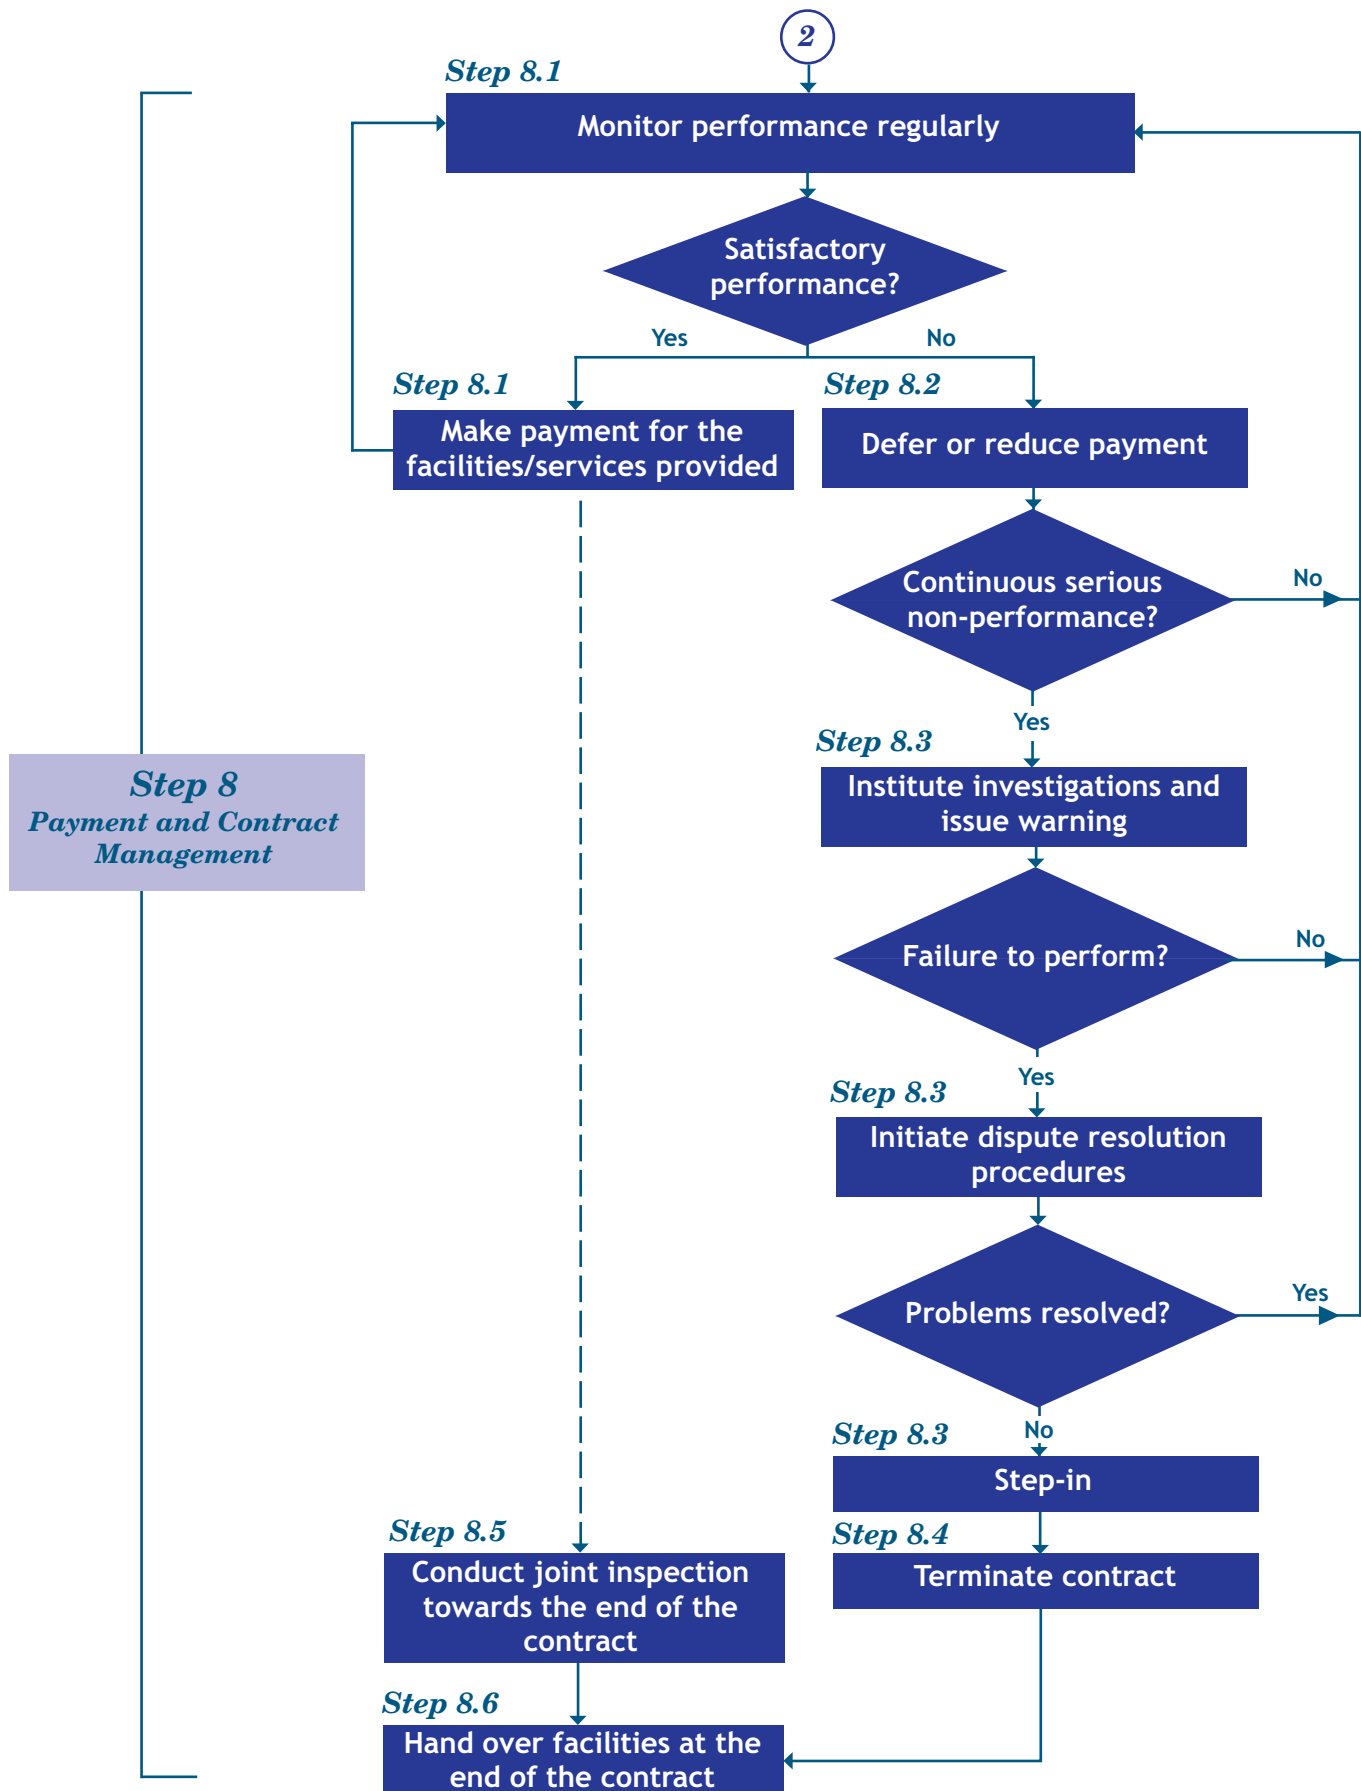 2
Step 8.1
Monitor performance regularly
Satisfactory
performance?
Yes
No
Step 8.1
Make payment for the
facilities/services provided
Step 8.2
Defer or reduce payment
Continuous serious
non-performance?
No
Yes
Step 8.3
Institute investigations and
issue warning
Step 8
Payment and Contract
Management
Failure to perform?
No
Yes
Step 8.3
Initiate dispute resolution
procedures
Problems resolved?
Yes
No
Step 8.3
Step-in
Step 8.4
Terminate contract
Step 8.5
Conduct joint inspection
towards the end of the
contract
Step 8.6
Hand over facilities at the
end of the contract